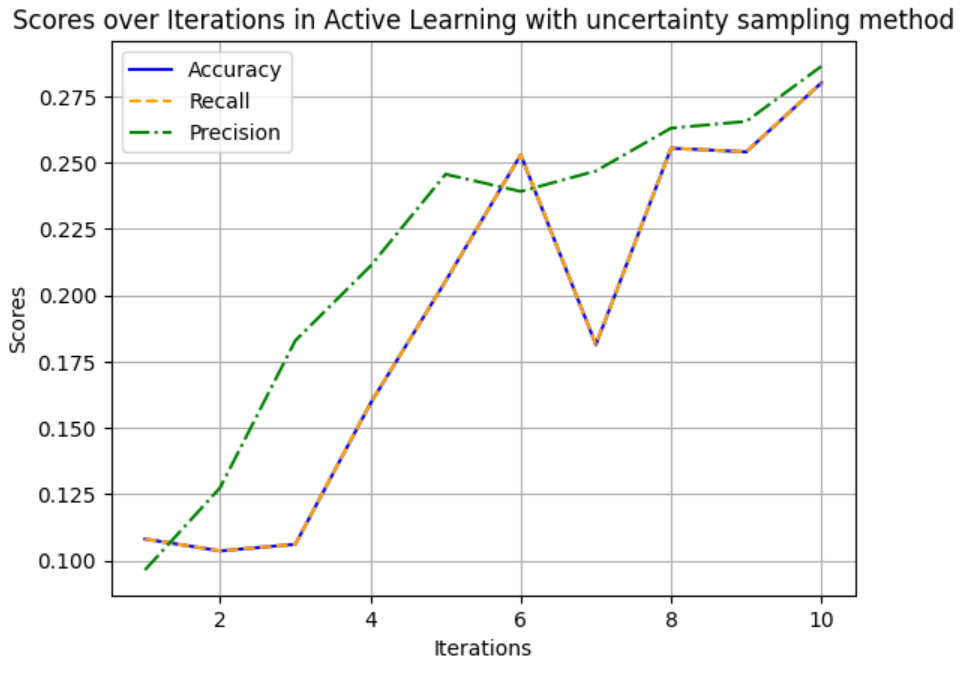 Scores over Iterations in Active Learning with uncertainty sampling method
Accuracy
Recall
Precision
0.275
0.250
0.225
0.200
0.175
0.150
0.125
0.100
Scores
2 4 6 8 10
Iterations